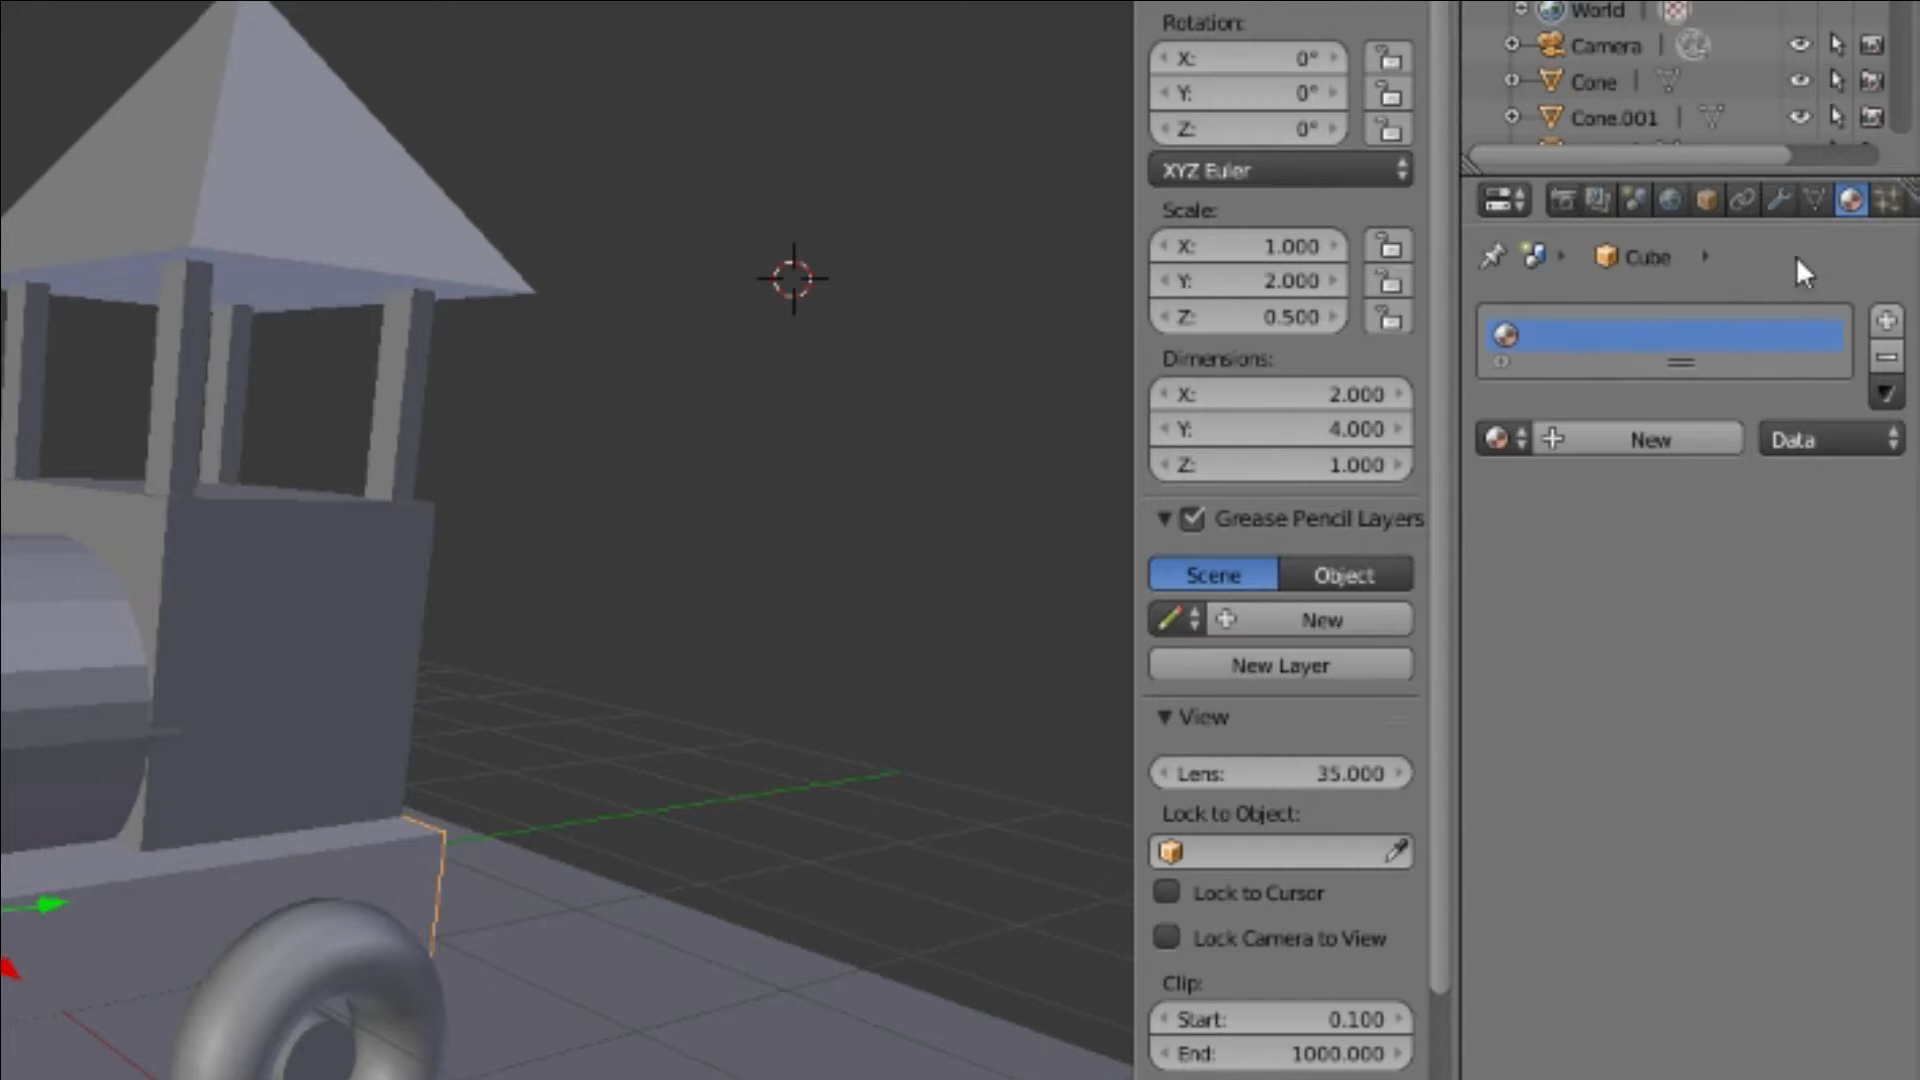 Rotation:
X: 0°
Y: 0°
Z: 0°
XYZ Euler
Scale:
X: 1.000
Y: 2.000
Z: 0.500
Dimensions:
X: 2.000
Y: 4.000
Z: 1.000
Grease Pencil Layers
Scene Object
New
New Layer
View
Lens: 35.000
Lock to Object:
Lock to Cursor
Lock Camera to View
Clip:
Start: 0.100
End: 1000.000
World
Camera
Cone
Cone.001
Cube
New Data